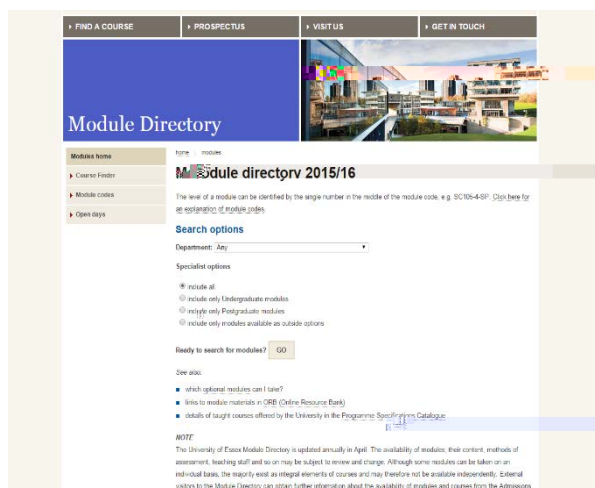 FIND A COURSE
PROSPECTUS
VISIT US
GET IN TOUCH
Module Directory
Modules home
Course Finder
Module codes
Open days
home modules
Module directory 2015/16
The level of a module can be identified by the single number in the middle of the module code, e.g. SC105-4-SP. Click here for
an explanation of module codes.
Search options
Department: Any
Specialist options
include all
include only Undergraduate modules
include only Postgraduate modules
include only modules available as outside options
Ready to search for modules? GO
See also:
which optional modules can I take?
links to module materials in ORB (Online Resource Bank)
details of taught courses offered by the University in the Programme Specifications Catalogue
NOTE
The University of Essex Module Directory is updated annually in April. The availability of modules, their content, methods of
assessment, teaching staff and so on may be subject to review and change. Although some modules can be taken on an
individual basis, the majority exist as integral elements of courses and may therefore not be available independently. External
visitors to the Module Directory can obtain further information about the availability of modules and courses from the Admissions